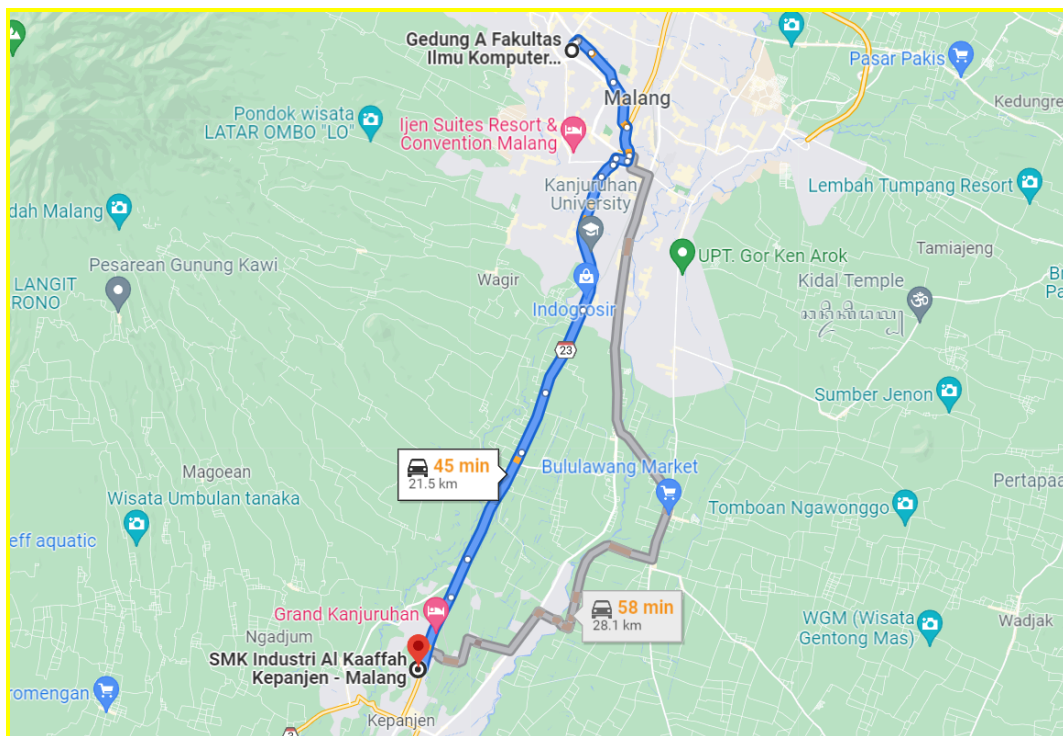 Gedung A Fakultas
Ilmu Komputer...
Malang
Pasar Pakis
Kedungre
Pondok wisata
LATAR OMBO "LO"
Ijen Suites Resort &
Convention Malang
Kanjuruhan
University
Lembah Tumpang Resort
dah Malang
UPT. Gor Ken Arok
Tamiajeng
Pesarean Gunung Kawi
Wagir
Kidal Temple
Br
Pa
LANGIT
RONO
Indogrosir
23
Sumber Jenon
45 min
21.5 km
Bululawang Market
Magoean
Pertapaa
Wisata Umbulan tanaka
Tomboan Ngawonggo
eff aquatic
58 min
28.1 km
Grand Kanjuruhan
WGM (Wisata
Gentong Mas)
Wadjak
Ngadjum
SMK Industri Al Kaaffah
Kepanjen - Malang
romengan
Kepanjen